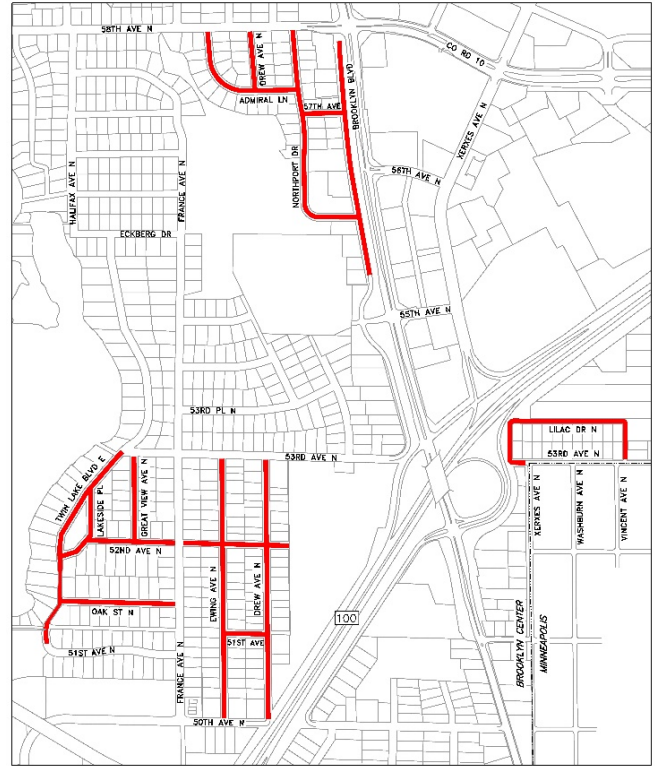 58TH AVE N
DREW AVE N
CO RD 10
ADMIRAL LN
57TH AVE
BROOKLYN BLVD
XERXES AVE N
HALIFAX AVE N
FRANCE AVE N
NORTHPORT DR
56TH AVE N
ECKBERG DR
55TH AVE N
53RD PL N
LILAC DR N
53RD AVE N
53RD AVE N
TWIN LAKE BLVD E
LAKESIDE PL
GREAT VIEW AVE N
XERXES AVE N
WASHBURN AVE N
VINCENT AVE N
52ND AVE N
EWING AVE N
DREW AVE N
OAK ST N
100
51ST AVE N
51ST AVE
FRANCE AVE N
BROOKLYN CENTER
MINNEAPOLIS
50TH AVE N